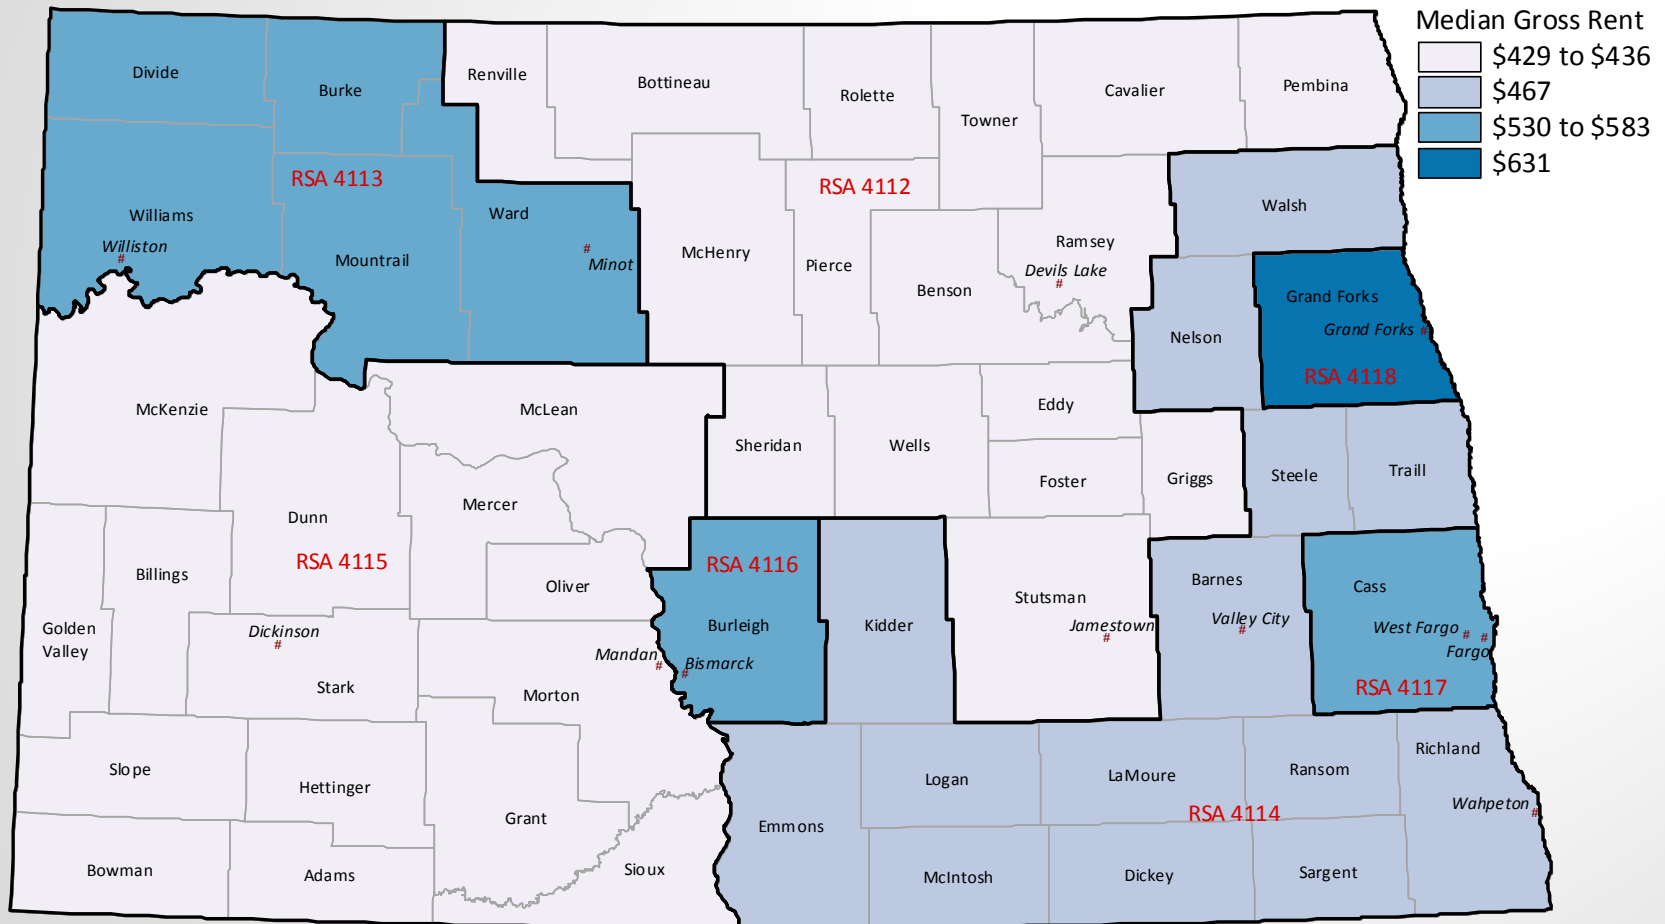 Median Gross Rent
$429 to $436
$467
$530 to $583
$631
Divide
Burke
Renville
Bottineau
Rolette
Towner
Cavalier
Pembina
RSA 4113
RSA 4112
Williams
Williston
#
Mountrail
Ward
#
Minot
McHenry
Pierce
Benson
Ramsey
Devils Lake
#
Walsh
Nelson
Grand Forks
Grand Forks #
RSA 4118
McKenzie
McLean
Sheridan
Wells
Eddy
Foster
Griggs
Steele
Traill
Dunn
Mercer
RSA 4115
Billings
Oliver
RSA 4116
Burleigh
Kidder
Stutsman
Jamestown
#
Barnes
Valley City
#
Cass
West Fargo # #
Fargo
RSA 4117
Golden
Valley
Dickinson
#
Stark
Mandan #
# Bismarck
Morton
Slope
Hettinger
Grant
Bowman
Adams
Sioux
Emmons
Logan
LaMoure
Ransom
Richland
RSA 4114
Wahpeton #
McIntosh
Dickey
Sargent